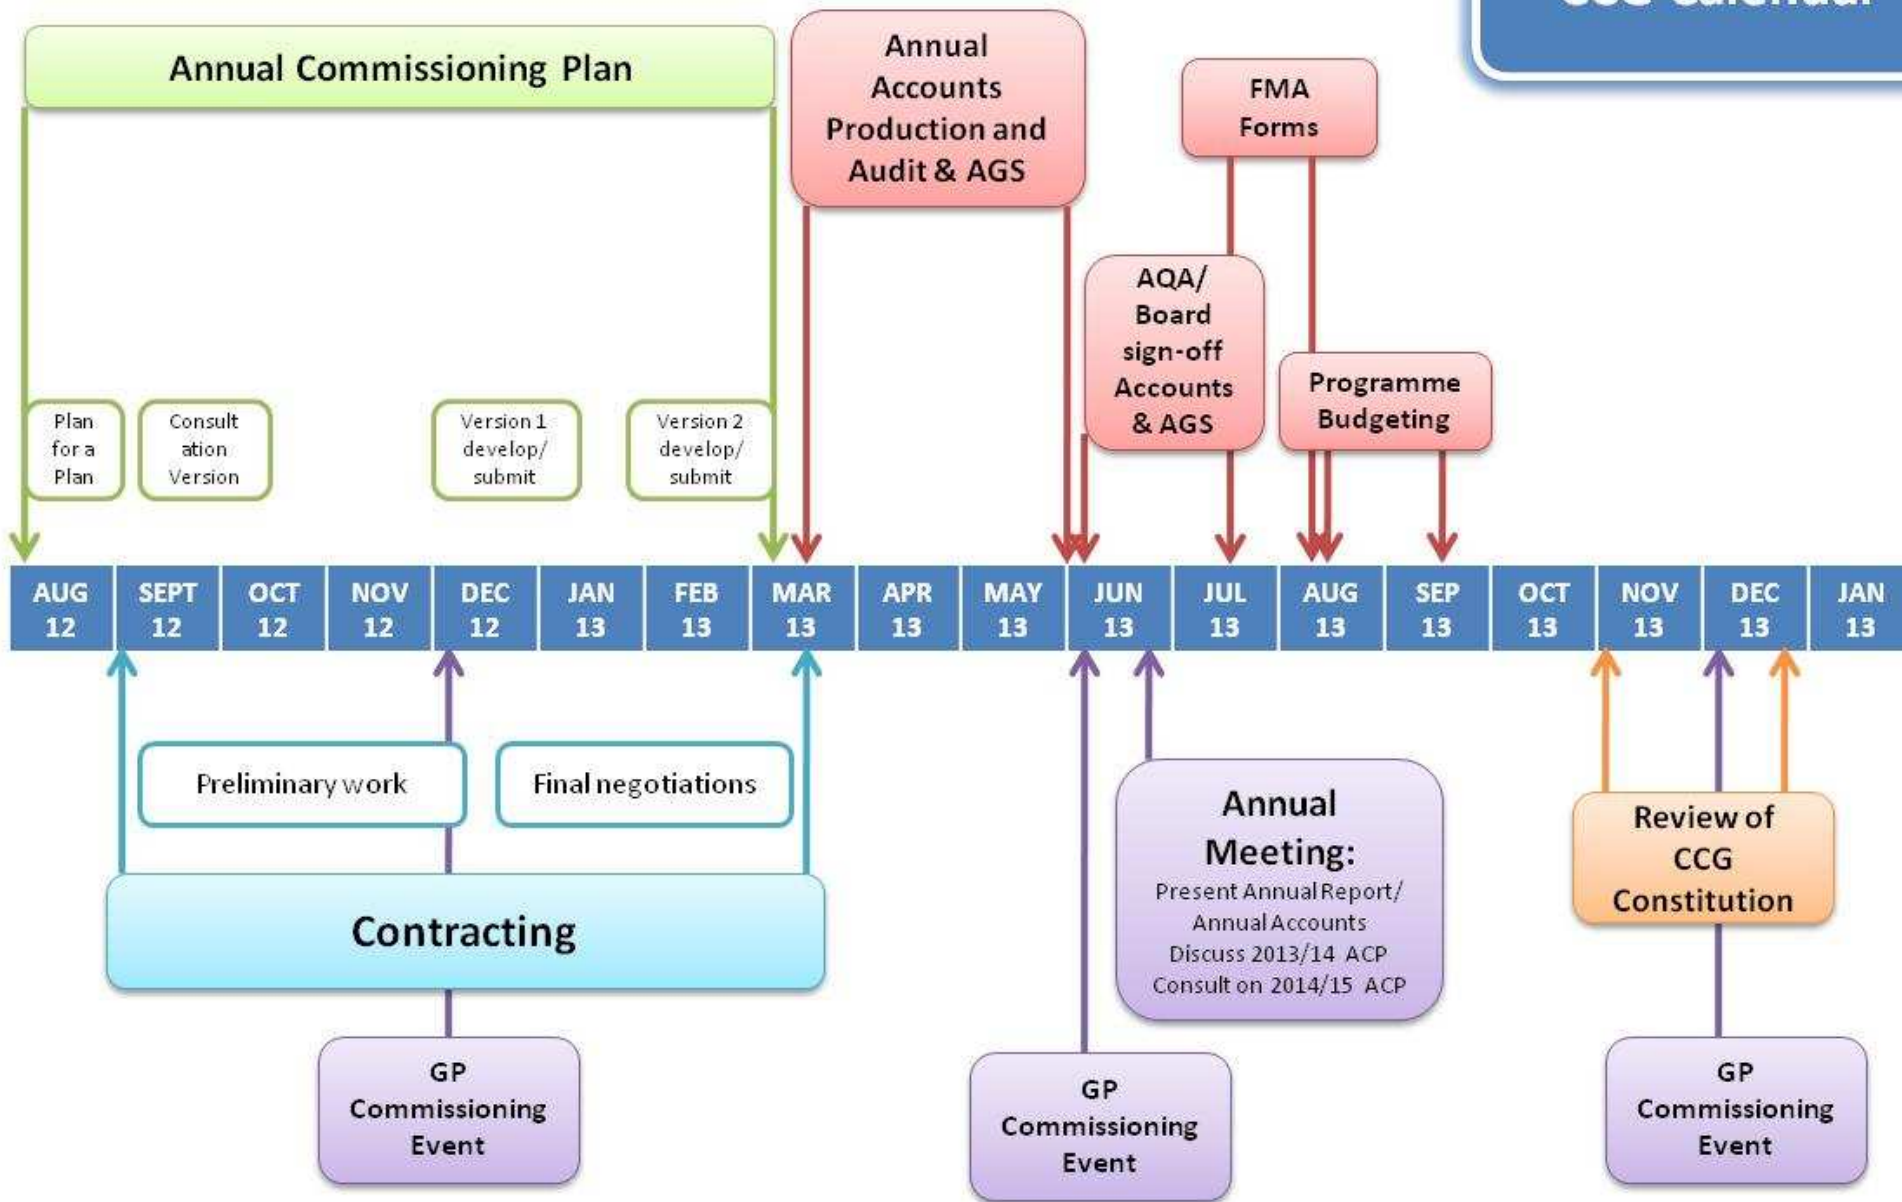 Calendar
Annual Commissioning Plan
Annual
Accounts
Production and
Audit & AGS
FMA
Forms
AQA/
Board
sign-off
Accounts
& AGS
Programme
Budgeting
Plan
for a
Plan
Consult
ation
Version
Version 1
develop/
submit
Version 2
develop/
submit
AUG
12
SEPT
12
OCT
12
NOV
12
DEC
12
JAN
13
FEB
13
MAR
13
APR
13
MAY
13
JUN
13
JUL
13
AUG
13
SEP
13
OCT
13
NOV
13
DEC
13
JAN
13
Preliminary work
Final negotiations
Contracting
Annual
Meeting:
Present Annual Report/
Annual Accounts
Discuss 2013/14 ACP
Consult on 2014/15 ACP
Review of
CCG
Constitution
GP
Commissioning
Event
GP
Commissioning
Event
GP
Commissioning
Event